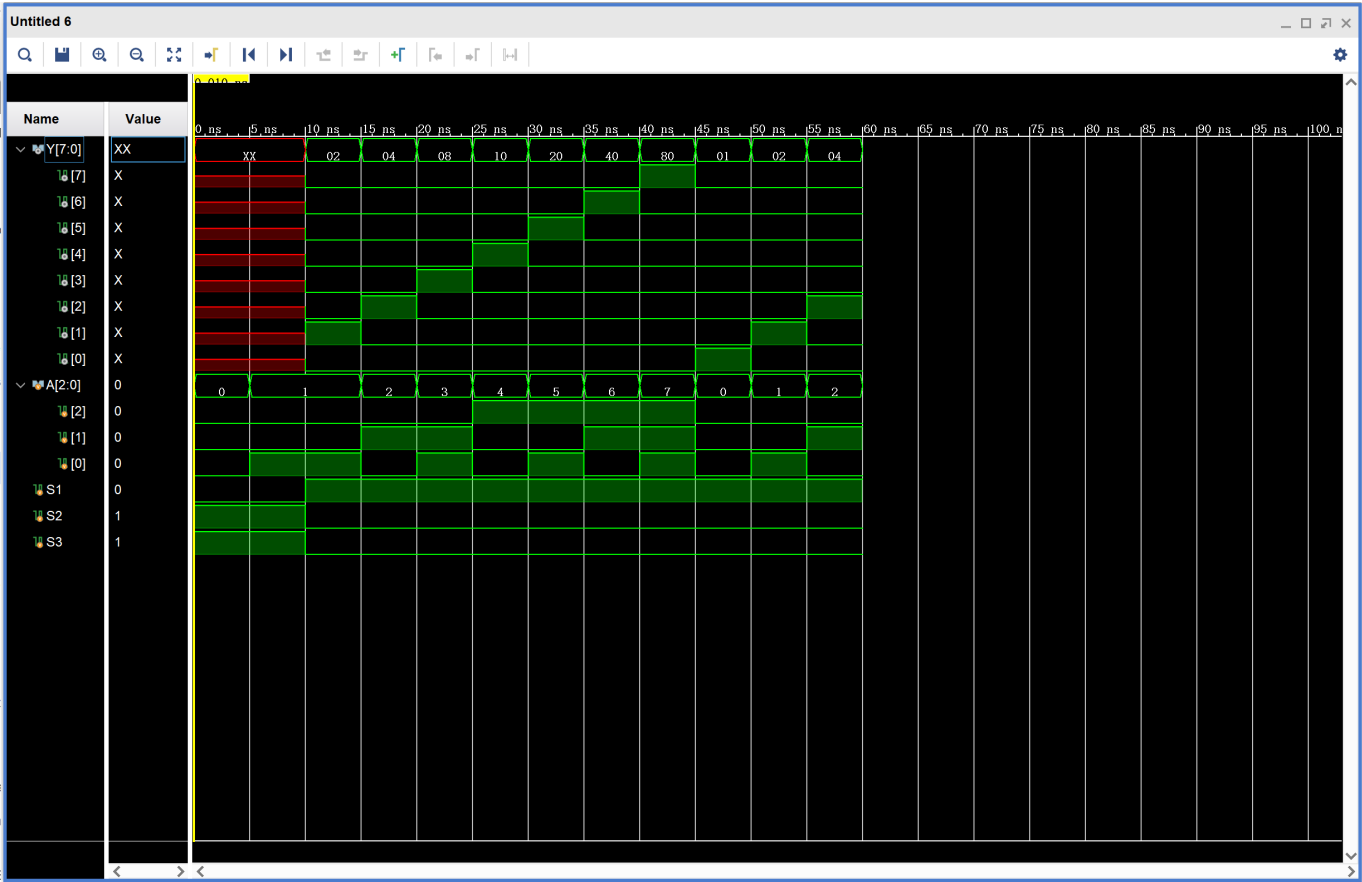 Untitled 6
0.010 ns
Name Value
0 ns 5 ns 10 ns 15 ns 20 ns 25 ns 30 ns 35 ns 40 ns 45 ns 50 ns 55 ns 60 ns 65 ns 70 ns 75 ns 80 ns 85 ns 90 ns 95 ns 100 n
Y[7:0] XX XX 02 04 08 10 20 40 80 01 02 04
[7] X
[6] X
[5] X
[4] X
[3] X
[2] X
[1] X
[0] X
A[2:0] 0 0 1 2 3 4 5 6 7 0 1 2
[2] 0
[1] 0
[0] 0
S1 0
S2 1
S3 1